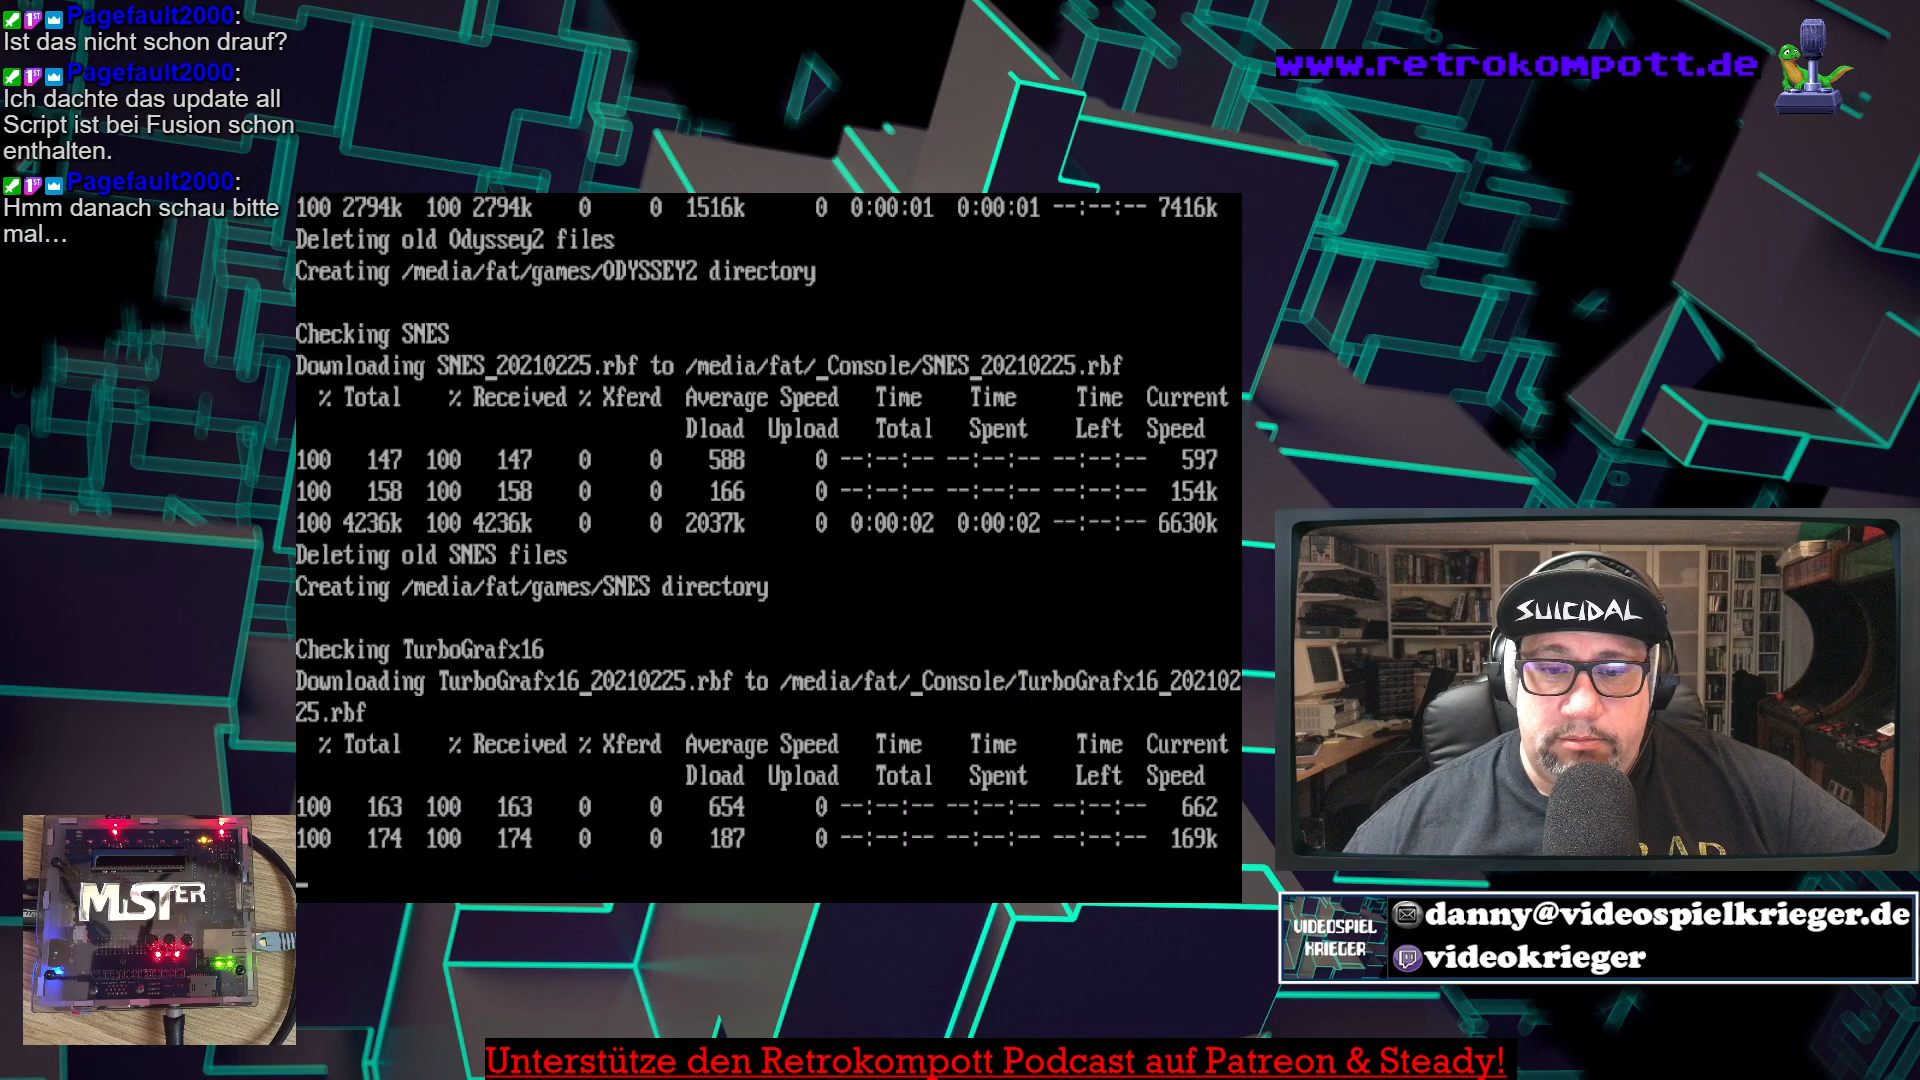 Pagefault2000:
Ist das nicht schon drauf?
Pagefault2000:
Ich dachte das update all
Script ist bei Fusion schon
enthalten.
Pagefault2000:
Hmm danach schau bitte
mal...
www.retrokompott.de
100 2794k 100 2794k 0 0 1516k 0 0:00:01 0:00:01 --:--:-- 7416k
Deleting old Odyssey2 files
Creating /media/fat/games/ODYSSEY2 directory
Checking SNES
Downloading SNES_20210225.rbf to /media/fat/_Console/SNES_20210225.rbf
% Total % Received % Xferd Average Speed Time Time Time Current
Dload Upload Total Spent Left Speed
100 147 100 147 0 0 588 0 --:--:-- --:--:-- --:--:-- 597
100 158 100 158 0 0 166 0 --:--:-- --:--:-- --:--:-- 154k
100 4236k 100 4236k 0 0 2037k 0 0:00:02 0:00:02 --:--:-- 6630k
Deleting old SNES files
Creating /media/fat/games/SNES directory
Checking TurboGrafx16
Downloading TurboGrafx16_20210225.rbf to /media/fat/_Console/TurboGrafx16_202102
25.rbf
% Total % Received % Xferd Average Speed Time Time Time Current
Dload Upload Total Spent Left Speed
100 163 100 163 0 0 654 0 --:--:-- --:--:-- --:--:-- 662
100 174 100 174 0 0 187 0 --:--:-- --:--:-- --:--:-- 169k
SUICIDAL
MiSTer
VIDEOSPIEL
KRIEGER
danny@videospielkrieger.de
videokrieger
Unterstütze den Retrokompott Podcast auf Patreon & Steady!